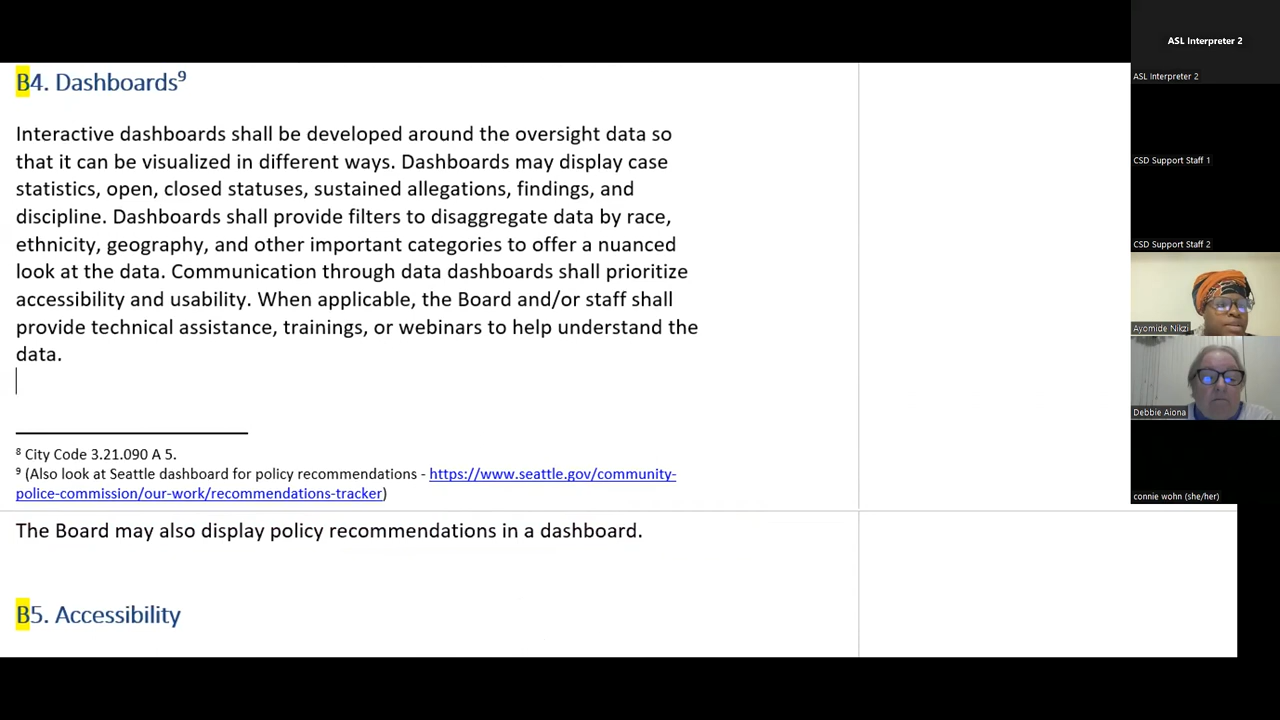 B4. Dashboards⁹
Interactive dashboards shall be developed around the oversight data so
that it can be visualized in different ways. Dashboards may display case
statistics, open, closed statuses, sustained allegations, findings, and
discipline. Dashboards shall provide filters to disaggregate data by race,
ethnicity, geography, and other important categories to offer a nuanced
look at the data. Communication through data dashboards shall prioritize
accessibility and usability. When applicable, the Board and/or staff shall
provide technical assistance, trainings, or webinars to help understand the
data.
⁸ City Code 3.21.090 A 5.
⁹ (Also look at Seattle dashboard for policy recommendations - https://www.seattle.gov/community-
police-commission/our-work/recommendations-tracker)
The Board may also display policy recommendations in a dashboard.
B5. Accessibility
ASL Interpreter 2
ASL Interpreter 2
CSD Support Staff 1
CSD Support Staff 2
Ayomide Nikzi
Debbie Aiona
connie wohn (she/her)